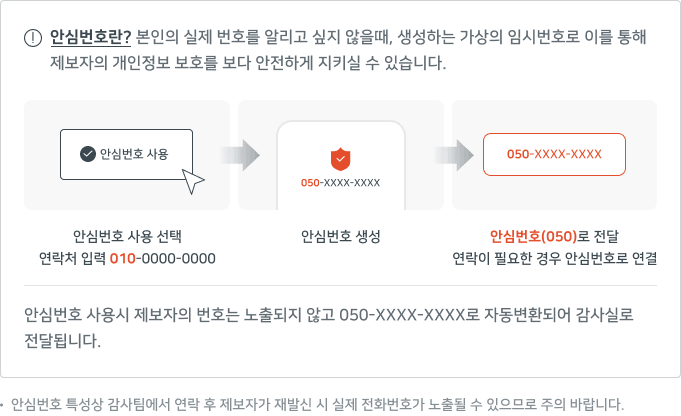 안심번호란? 본인의 실제 번호를 알리고 싶지 않을때, 생성하는 가상의 임시번호로 이를 통해
제보자의 개인정보 보호를 보다 안전하게 지키실 수 있습니다.
안심번호 사용
050-XXXX-XXXX
050-XXXX-XXXX
안심번호 사용 선택
연락처 입력 010-0000-0000
안심번호 생성
안심번호(050)로 전달
연락이 필요한 경우 안심번호로 연결
안심번호 사용시 제보자의 번호는 노출되지 않고 050-XXXX-XXXX로 자동변환되어 감사실로
전달됩니다.
• 안심번호 특성상 감사팀에서 연락 후 제보자가 재발신 시 실제 전화번호가 노출될 수 있으므로 주의 바랍니다.